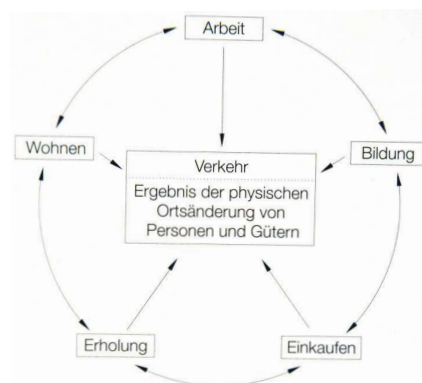 Arbeit
Wohnen
Bildung
Verkehr
Ergebnis der physischen
Ortsänderung von
Personen und Gütern
Erholung
Einkaufen